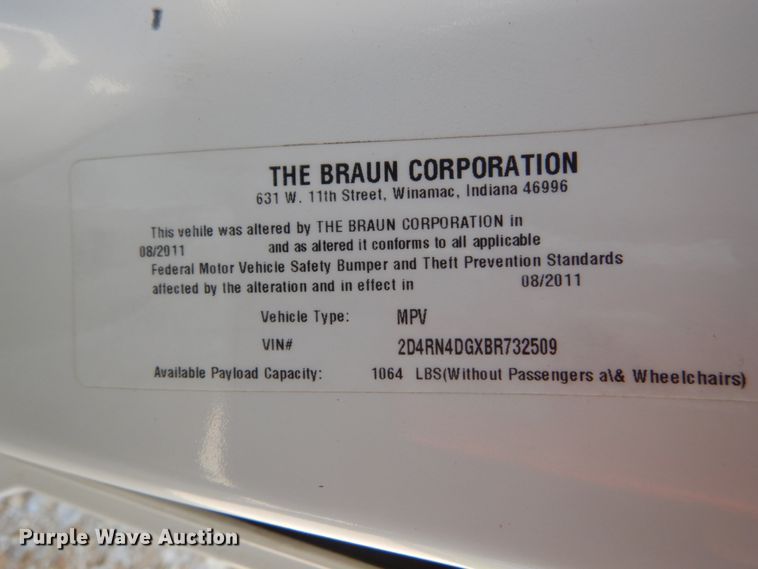 THE BRAUN CORPORATION
631 W. 11th Street, Winamac, Indiana 46996
This vehile was altered by THE BRAUN CORPORATION in
08/2011 and as altered it conforms to all applicable
Federal Motor Vehicle Safety Bumper and Theft Prevention Standards
affected by the alteration and in effect in 08/2011
Vehicle Type: MPV
VIN# 2D4RN4DGXBR732509
Available Payload Capacity: 1064 LBS(Without Passengers a\& Wheelchairs)
Purple Wave Auction